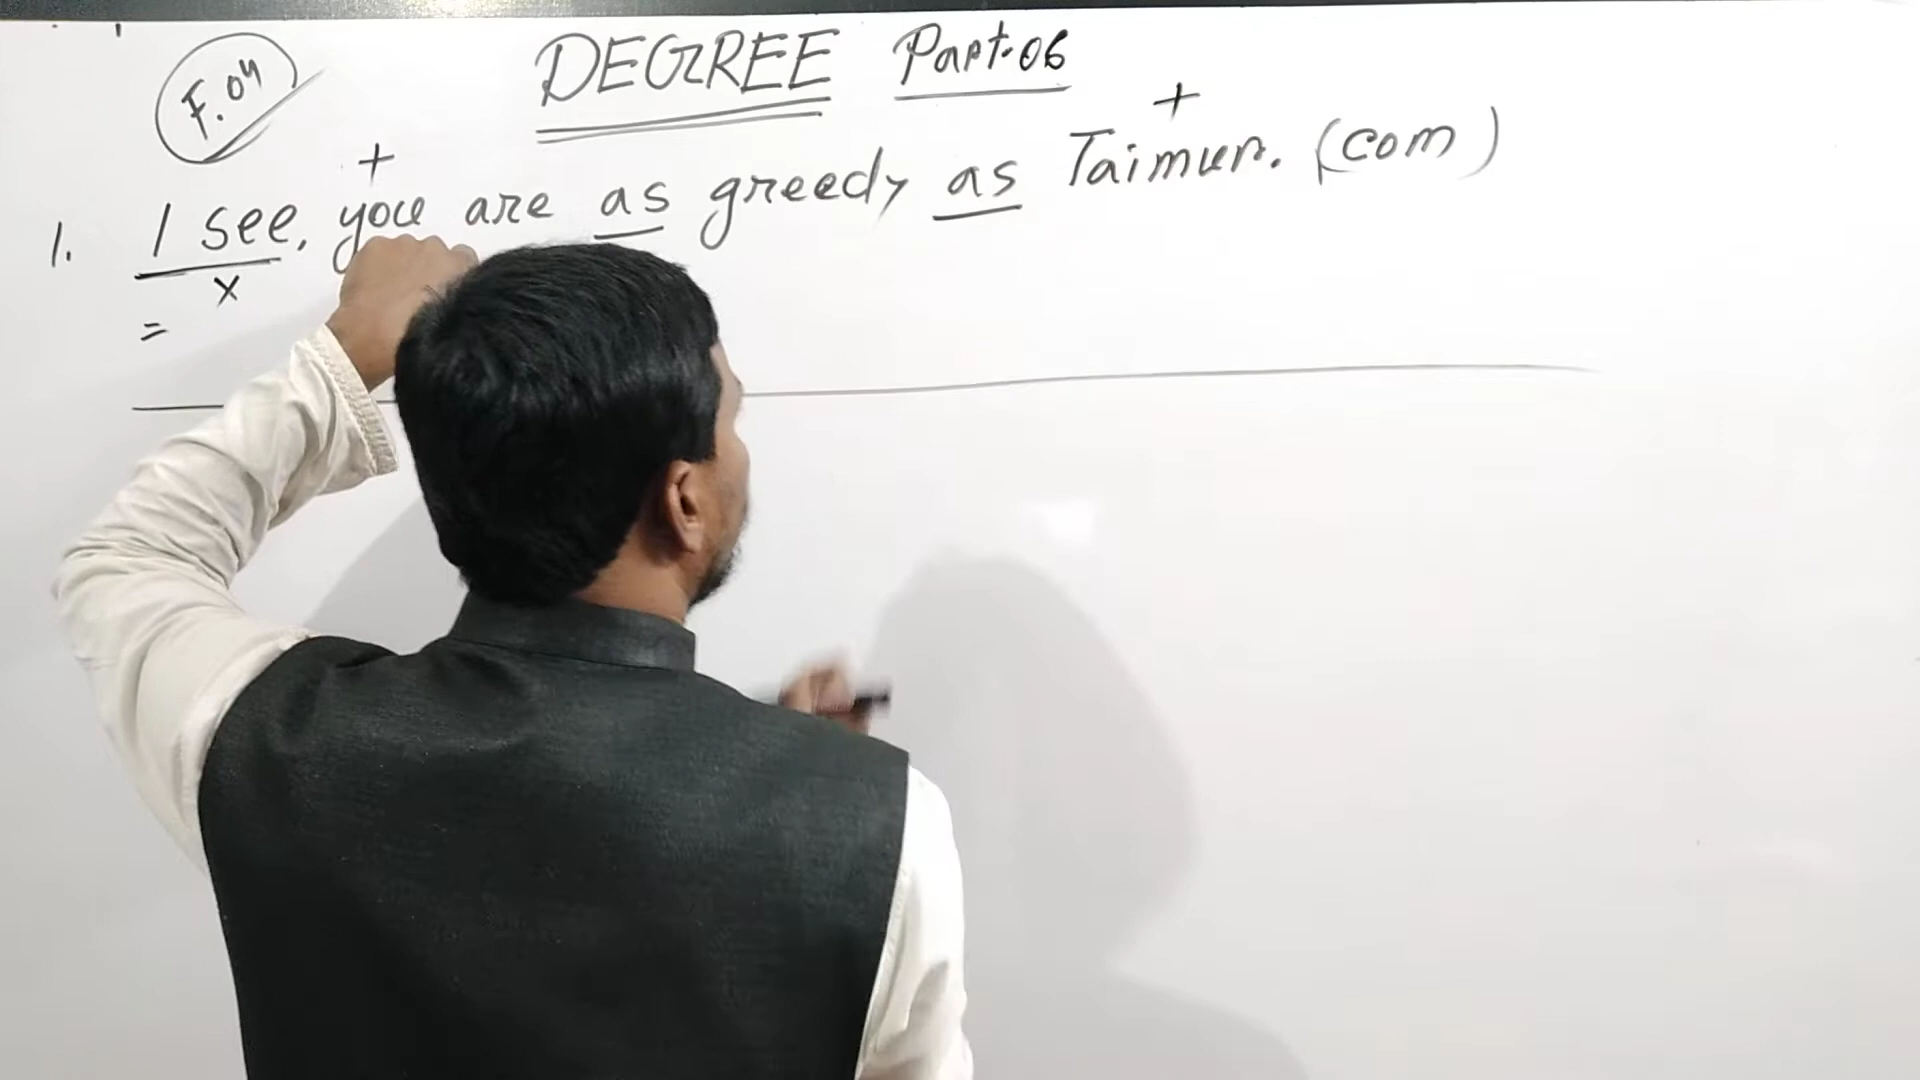 F.04
DEGREE Part-06
+ +
1. I see, you are as greedy as Taimur. (com)
x
=